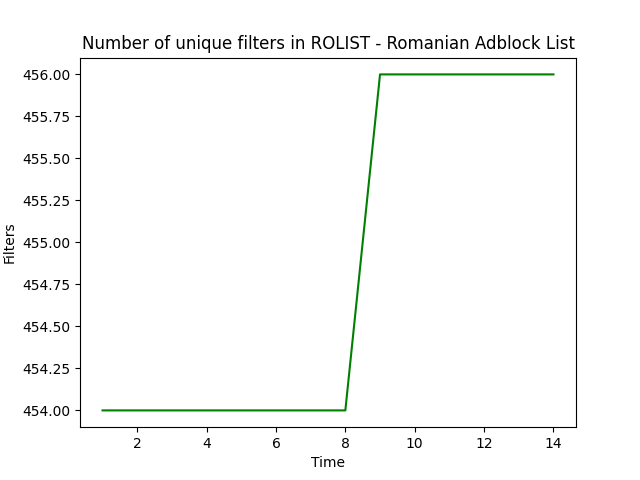 Number of unique filters in ROLIST - Romanian Adblock List
456.00
455.75
455.50
455.25
455.00
454.75
454.50
454.25
454.00
Filters
2 4 6 8 10 12 14
Time